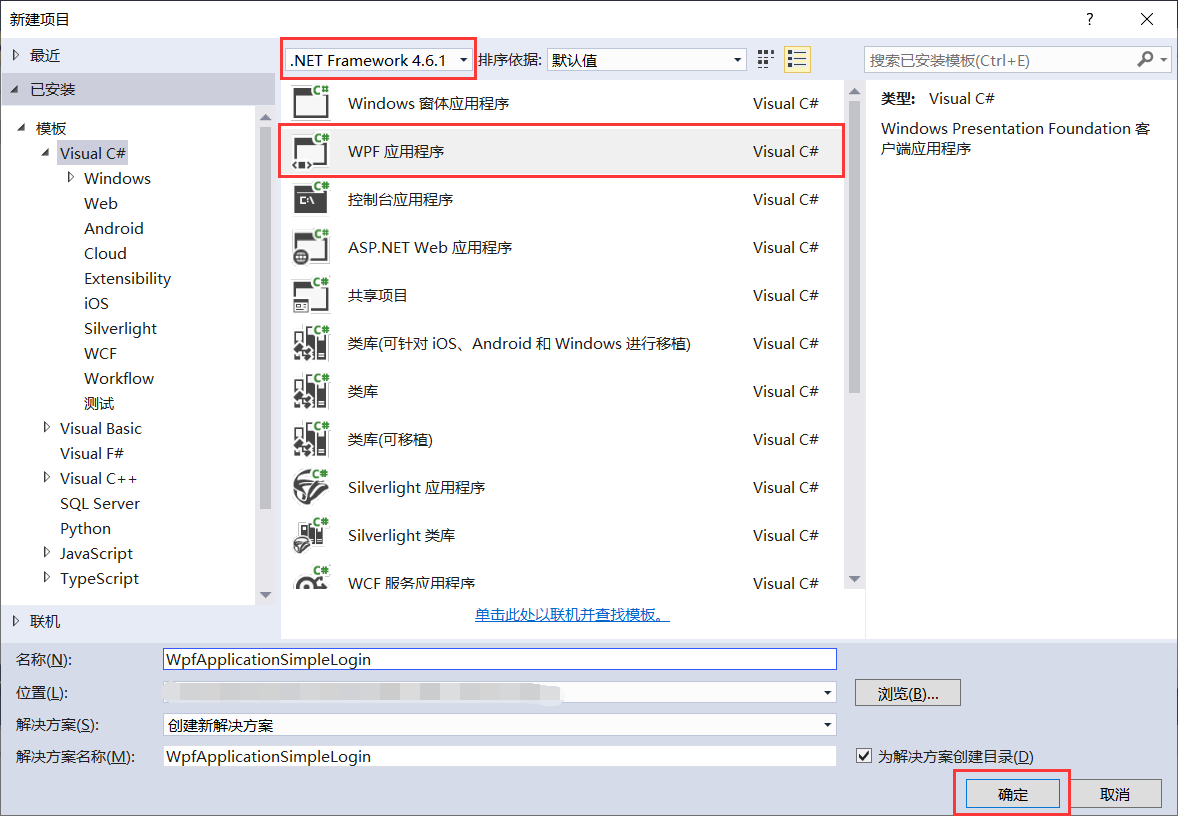 新建项目
?
最近
已安装
模板
Visual C#
Windows
Web
Android
Cloud
Extensibility
iOS
Silverlight
WCF
Workflow
测试
Visual Basic
Visual F#
Visual C++
SQL Server
Python
JavaScript
TypeScript
联机
.NET Framework 4.6.1
排序依据: 默认值
C# Windows 窗体应用程序 Visual C#
C# WPF 应用程序 Visual C#
C# C:\ 控制台应用程序 Visual C#
C# ASP.NET Web 应用程序 Visual C#
C# 共享项目 Visual C#
C# 类库(可针对 iOS、Android 和 Windows 进行移植) Visual C#
C# 类库 Visual C#
C# 类库(可移植) Visual C#
C# Silverlight 应用程序 Visual C#
C# Silverlight 类库 Visual C#
C# WCF 服务应用程序 Visual C#
单击此处以联机并查找模板。
搜索已安装模板(Ctrl+E)
类型: Visual C#
Windows Presentation Foundation 客
户端应用程序
名称(N): WpfApplicationSimpleLogin
位置(L):
浏览(B)...
解决方案(S): 创建新解决方案
解决方案名称(M): WpfApplicationSimpleLogin
为解决方案创建目录(D)
确定
取消